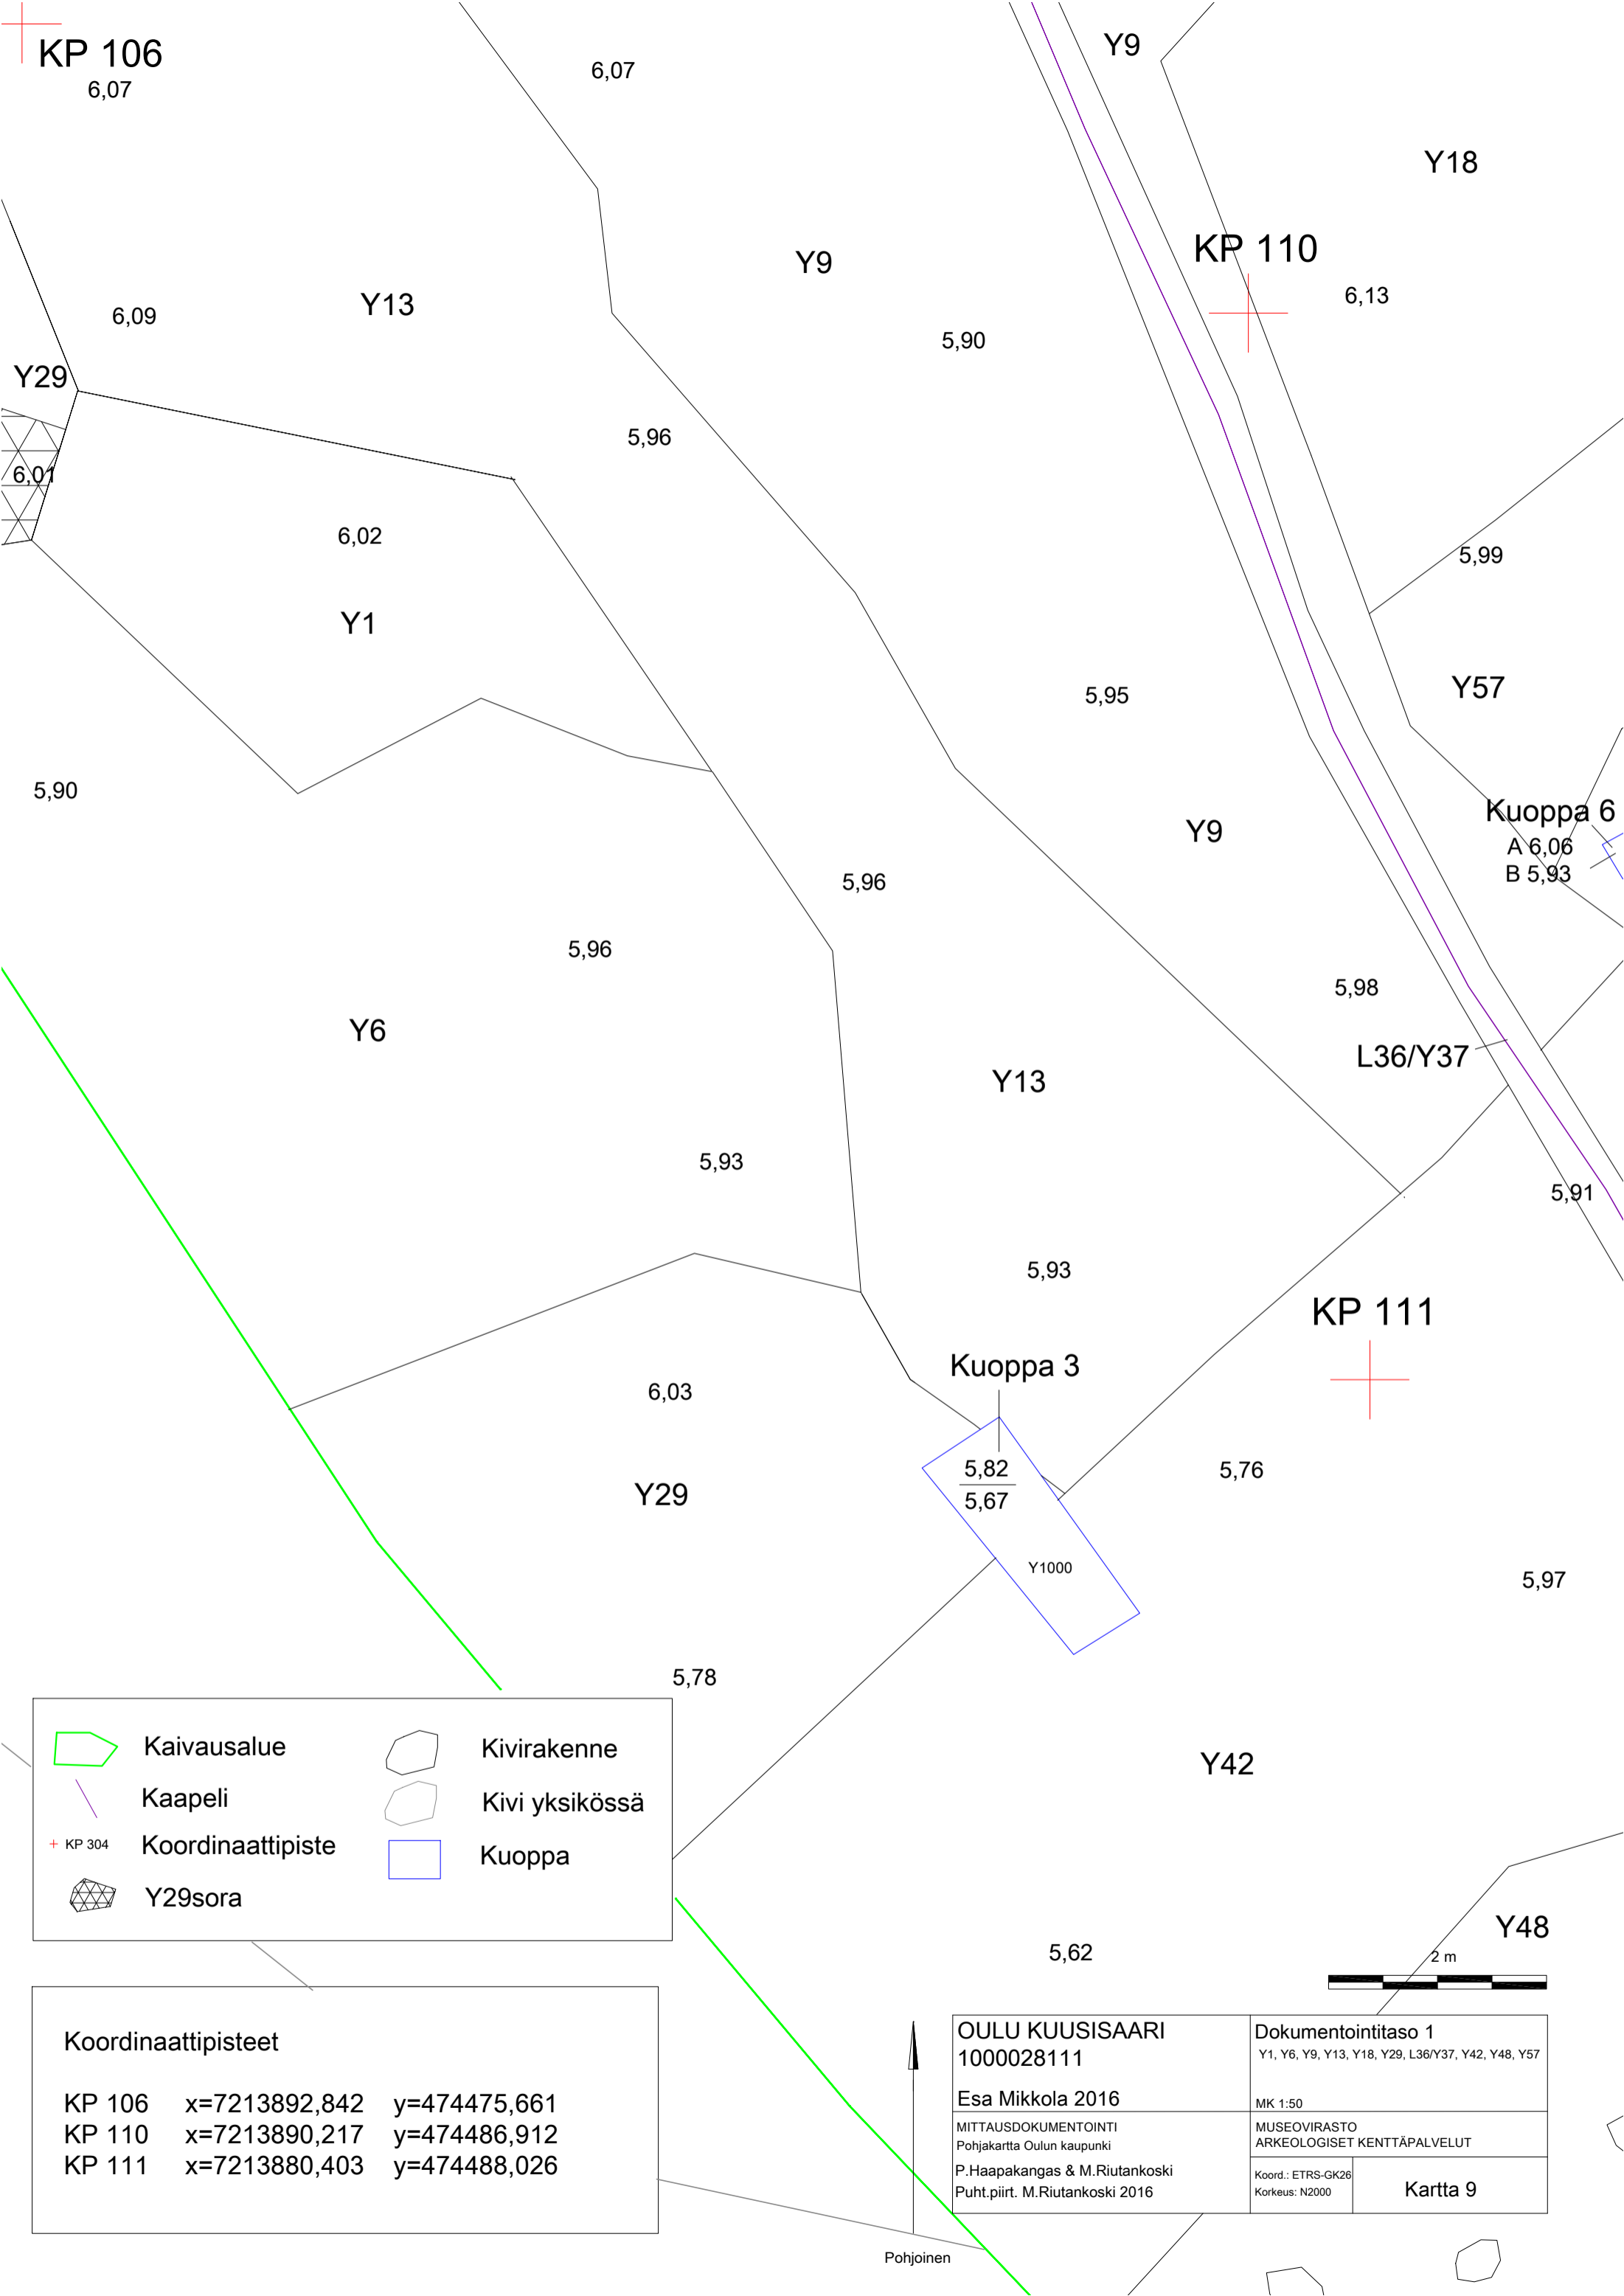 KP 106
6,07
6,07
Y9
Y18
Y9
KP 110
6,13
6,09
Y13
5,90
Y29
5,96
6,01
6,02
5,99
Y1
5,95
Y57
5,90
Kuoppa 6
Y9
A 6,06
B 5,93
5,96
5,96
5,98
Y6
L36/Y37
Y13
5,93
5,91
5,93
KP 111
Kuoppa 3
6,03
5,82
5,67
5,76
Y29
Y1000
5,97
5,78
Y42
Kaivausalue
Kivirakenne
Kaapeli
Kivi yksikössä
KP 304
Koordinaattipiste
Kuoppa
Y29sora
Y48
5,62
2 m
Koordinaattipisteet
KP 106 x=7213892,842 y=474475,661
KP 110 x=7213890,217 y=474486,912
KP 111 x=7213880,403 y=474488,026
Pohjoinen
OULU KUUSISAARI
1000028111
Esa Mikkola 2016
Dokumentointitaso 1
Y1, Y6, Y9, Y13, Y18, Y29, L36/Y37, Y42, Y48, Y57
MK 1:50
MITTAUSDOKUMENTOINTI
Pohjakartta Oulun kaupunki
P.Haapakangas & M.Riutankoski
Puht.piirt. M.Riutankoski 2016
MUSEOVIRASTO
ARKEOLOGISET KENTTÄPALVELUT
Koord.: ETRS-GK26
Korkeus: N2000
Kartta 9